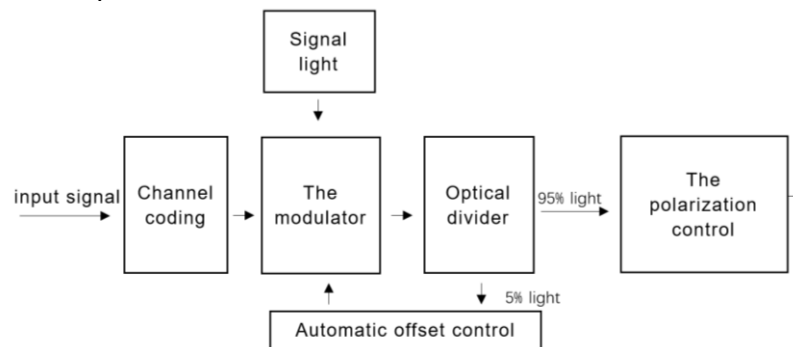 Signal
light
input signal
Channel
coding
The
modulator
Optical
divider
95% light
The
polarization
control
5% light
Automatic offset control